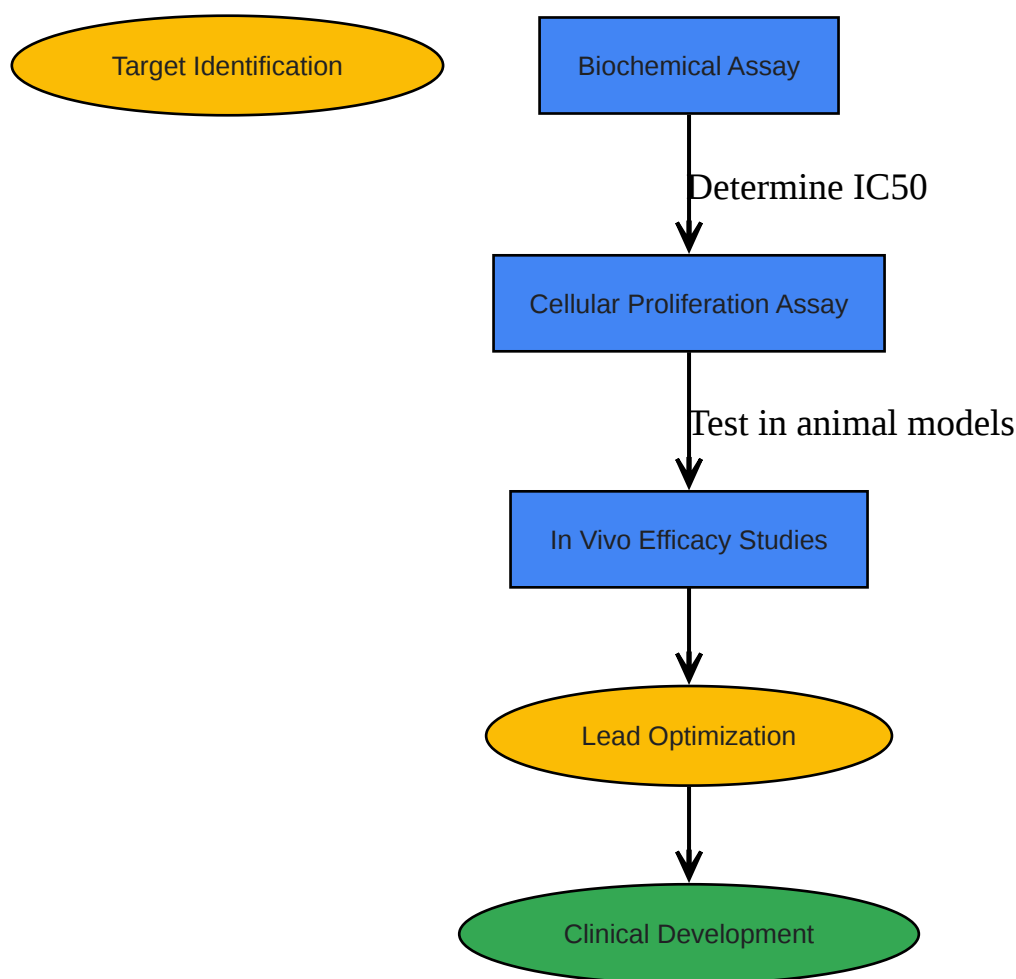 Target Identification
Biochemical Assay
Determine IC50
Cellular Proliferation Assay
Test in animal models
In Vivo Efficacy Studies
Lead Optimization
Clinical Development